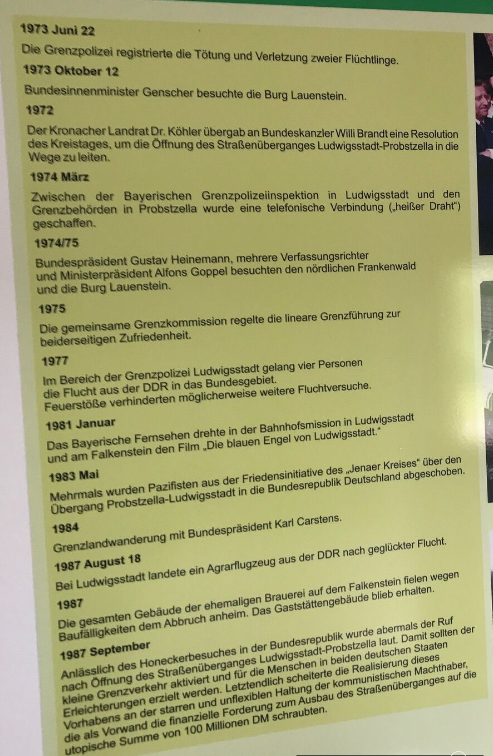 1973 Juni 22
Die Grenzpolizei registrierte die Tötung und Verletzung zweier Flüchtlinge.
1973 Oktober 12
Bundesinnenminister Genscher besuchte die Burg Lauenstein.
1972
Der Kronacher Landrat Dr. Köhler übergab an Bundeskanzler Willi Brandt eine Resolution
des Kreistages, um die Öffnung des Straßenüberganges Ludwigsstadt-Probstzella in die
Wege zu leiten.
1974 März
Zwischen der Bayerischen Grenzpolizeiinspektion in Ludwigsstadt und den
Grenzbehörden in Probstzella wurde eine telefonische Verbindung („heißer Draht")
geschaffen.
1974/75
Bundespräsident Gustav Heinemann, mehrere Verfassungsrichter
und Ministerpräsident Alfons Goppel besuchten den nördlichen Frankenwald
und die Burg Lauenstein.
1975
Die gemeinsame Grenzkommission regelte die lineare Grenzführung zur
beiderseitigen Zufriedenheit.
1977
Im Bereich der Grenzpolizei Ludwigsstadt gelang vier Personen
die Flucht aus der DDR in das Bundesgebiet.
Feuerstöße verhinderten möglicherweise weitere Fluchtversuche.
1981 Januar
Das Bayerische Fernsehen drehte in der Bahnhofsmission in Ludwigsstadt
und am Falkenstein den Film „Die blauen Engel von Ludwigsstadt."
1983 Mai
Mehrmals wurden Pazifisten aus der Friedensinitiative des „Jenaer Kreises" über den
Übergang Probstzella-Ludwigsstadt in die Bundesrepublik Deutschland abgeschoben.
1984
Grenzlandwanderung mit Bundespräsident Karl Carstens.
1987 August 18
Bei Ludwigsstadt landete ein Agrarflugzeug aus der DDR nach geglückter Flucht.
1987
Die gesamten Gebäude der ehemaligen Brauerei auf dem Falkenstein fielen wegen
Baufälligkeiten dem Abbruch anheim. Das Gaststättengebäude blieb erhalten.
1987 September
Anlässlich des Honeckerbesuches in der Bundesrepublik wurde abermals der Ruf
nach Öffnung des Straßenüberganges Ludwigsstadt-Probstzella laut. Damit sollten der
kleine Grenzverkehr aktiviert und für die Menschen in beiden deutschen Staaten
Erleichterungen erzielt werden. Letztendlich scheiterte die Realisierung dieses
Vorhabens an der starren und unflexiblen Haltung der kommunistischen Machthaber,
die als Vorwand die finanzielle Forderung zum Ausbau des Straßenüberganges auf die
utopische Summe von 100 Millionen DM schraubten.